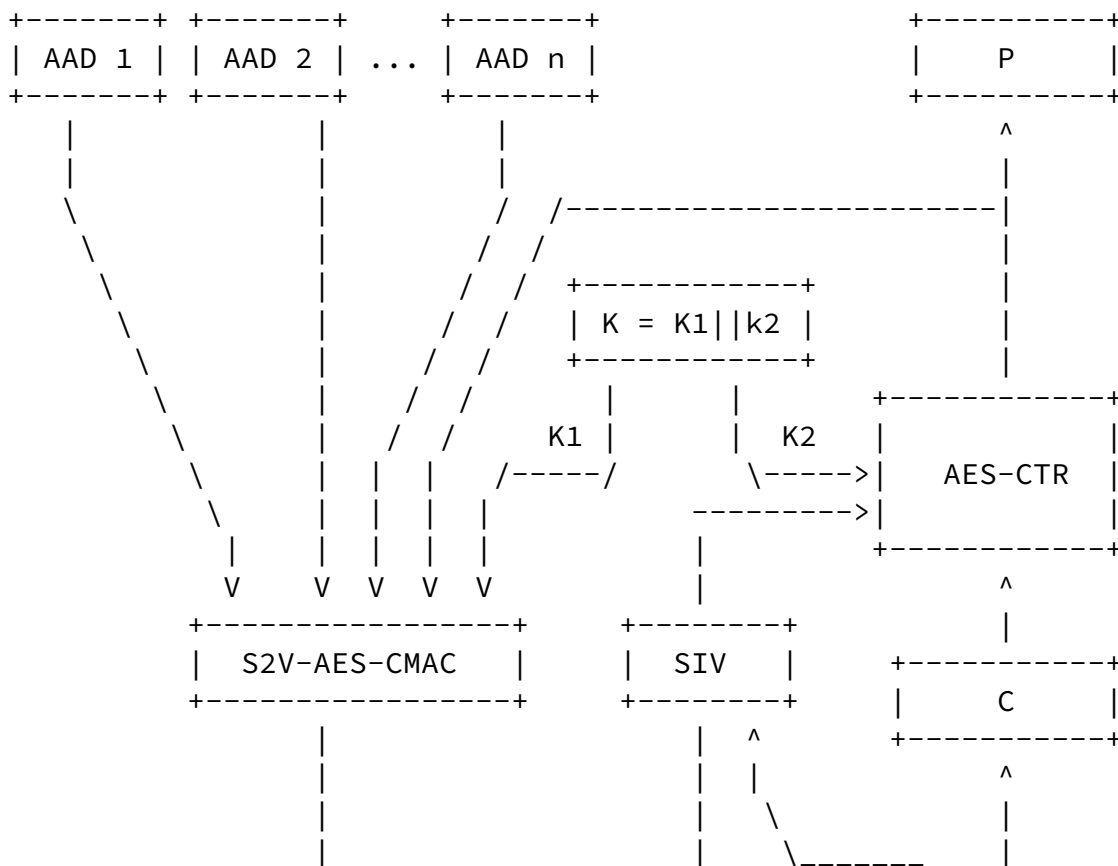 AAD 1 AAD 2 ... AAD n P
K = K1||k2
K1 K2
AES-CTR
S2V-AES-CMAC SIV
C